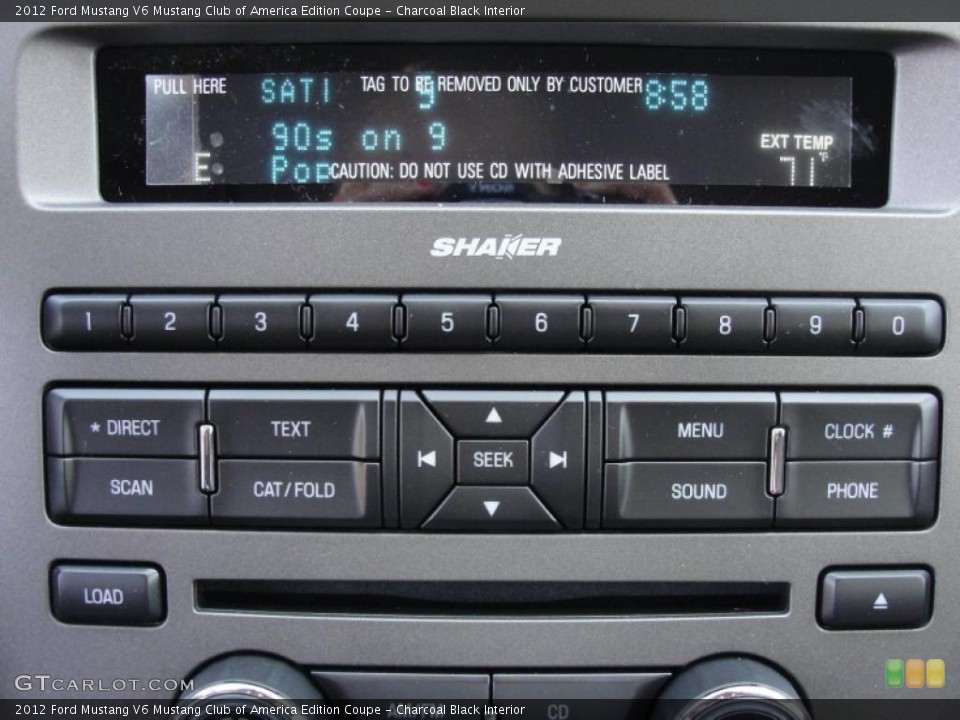 2012 Ford Mustang V6 Mustang Club of America Edition Coupe - Charcoal Black Interior
PULL HERE SAT1 TAG TO BE REMOVED ONLY BY CUSTOMER 9 8:58
90s on 9 EXT TEMP
E Pop CAUTION: DO NOT USE CD WITH ADHESIVE LABEL 71 °F
SHAKER
1 2 3 4 5 6 7 8 9 0
* DIRECT TEXT MENU CLOCK #
SEEK
SCAN CAT/FOLD SOUND PHONE
LOAD
GTCARLOT.COM
CD
2012 Ford Mustang V6 Mustang Club of America Edition Coupe - Charcoal Black Interior